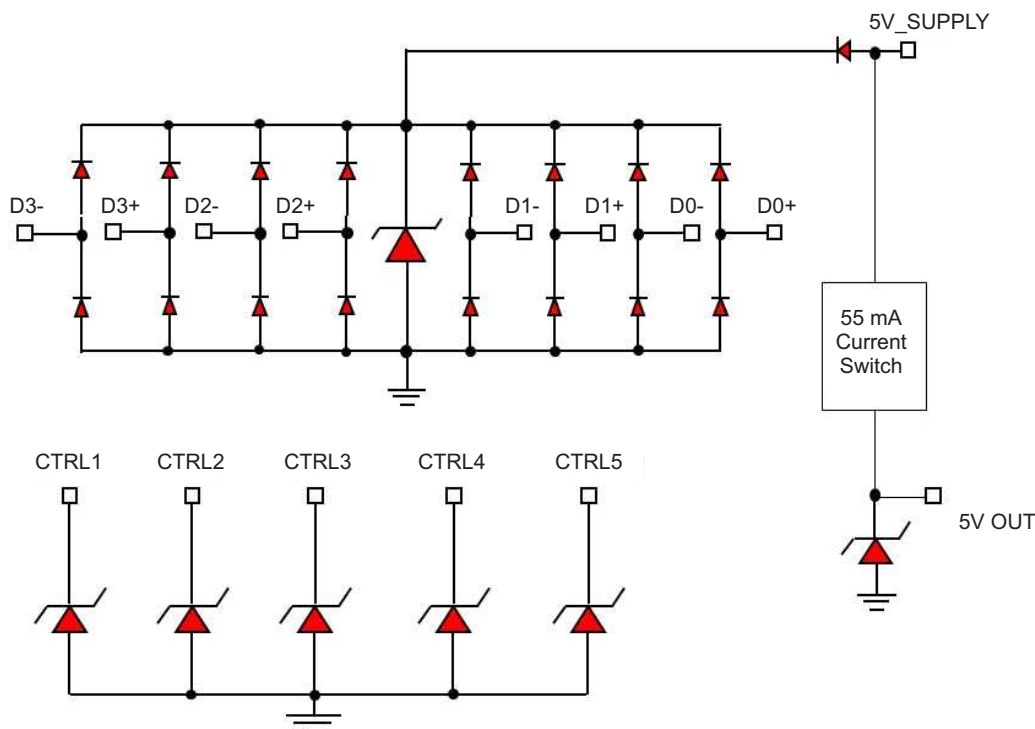 5V_SUPPLY
D3-
D3+
D2-
D2+
D1-
D1+
D0-
D0+
55 mA
Current
Switch
CTRL1
CTRL2
CTRL3
CTRL4
CTRL5
5V OUT